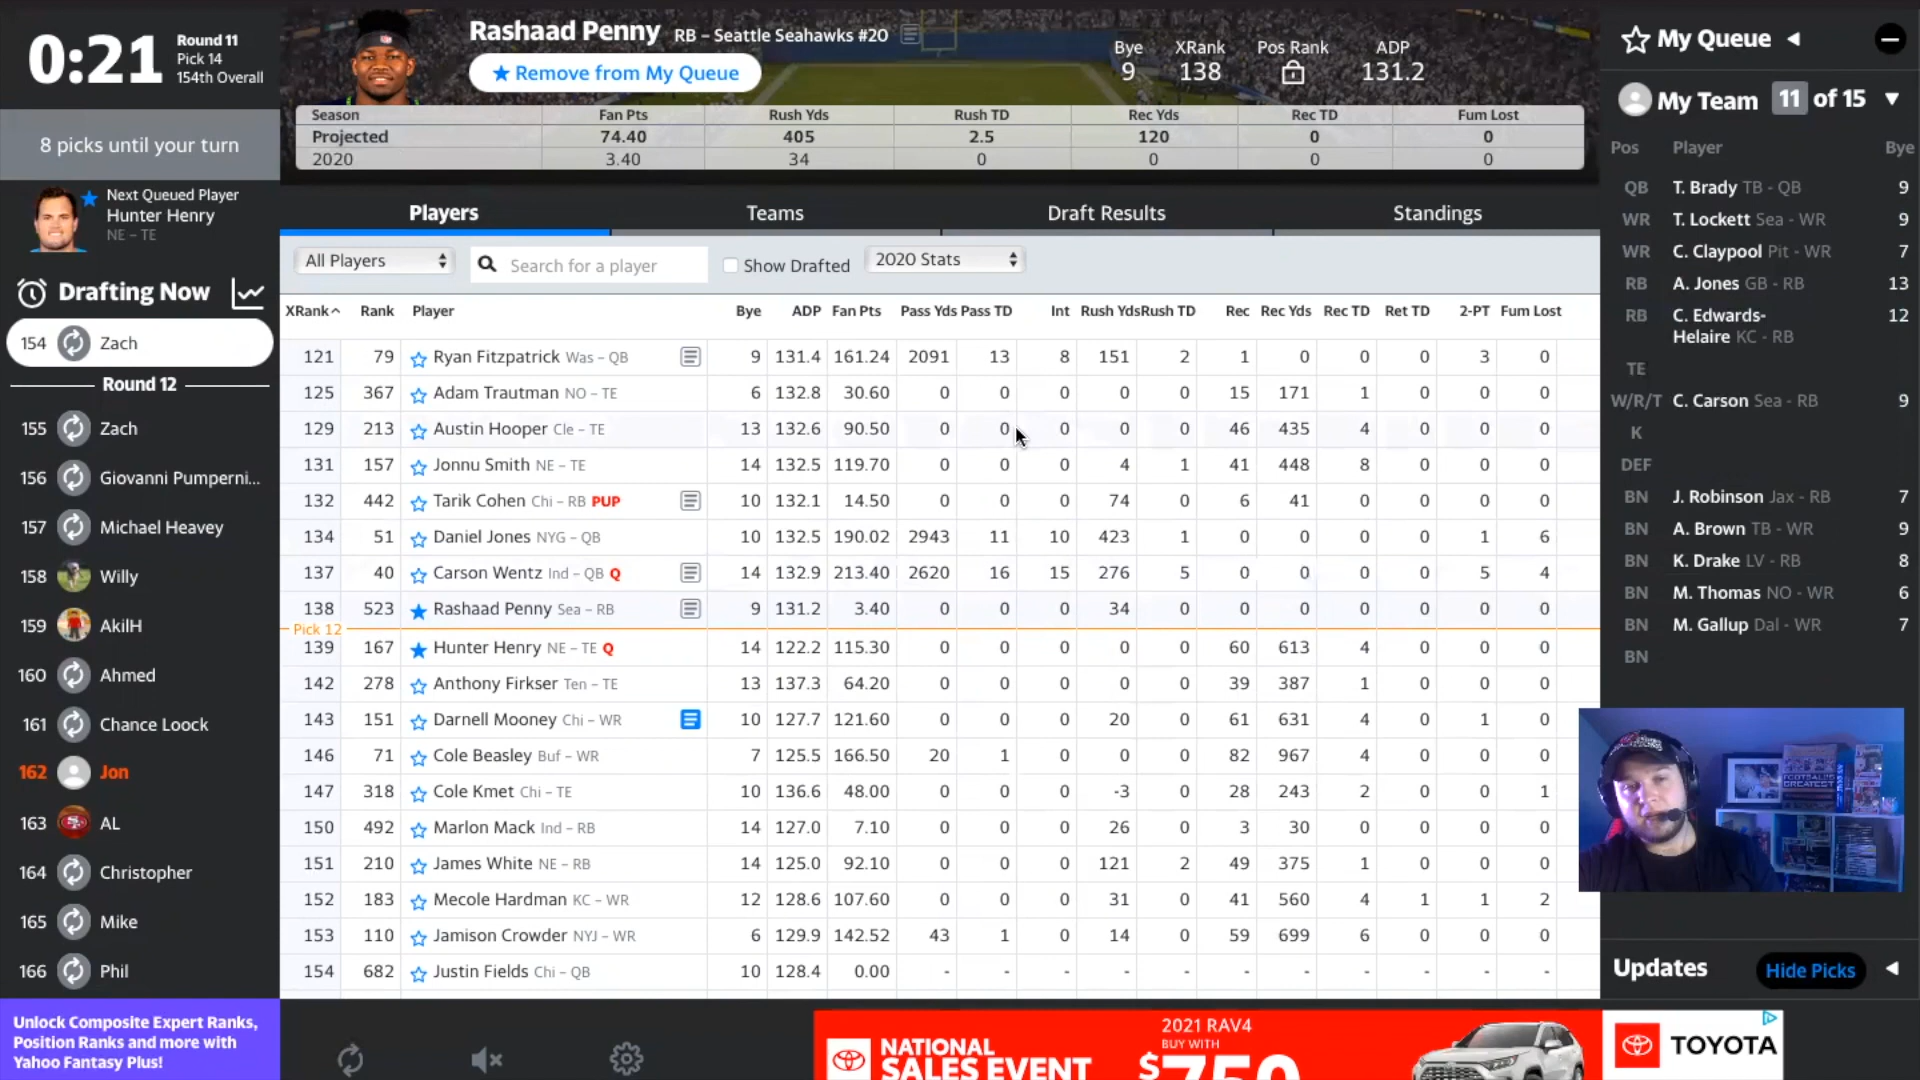 0:21
Round 11
Pick 14
154th Overall
8 picks until your turn
Next Queued Player
Hunter Henry
NE – TE
Drafting Now
154 Zach
Round 12
155 Zach
156 Giovanni Pumperni...
157 Michael Heavey
158 Willy
159 AkilH
160 Ahmed
161 Chance Loock
162 Jon
163 AL
164 Christopher
165 Mike
166 Phil
Unlock Composite Expert Ranks,
Position Ranks and more with
Yahoo Fantasy Plus!
Rashaad Penny RB – Seattle Seahawks #20
Remove from My Queue
Bye XRank Pos Rank ADP
9 138 131.2
Season Fan Pts Rush Yds Rush TD Rec Yds Rec TD Fum Lost
Projected 74.40 405 2.5 120 0 0
2020 3.40 34 0 0 0 0
Players Teams Draft Results Standings
All Players Search for a player Show Drafted 2020 Stats
XRank Rank Player Bye ADP Fan Pts Pass Yds Pass TD Int Rush Yds Rush TD Rec Rec Yds Rec TD Ret TD 2-PT Fum Lost
121 79 Ryan Fitzpatrick Was – QB 9 131.4 161.24 2091 13 8 151 2 1 0 0 0 3 0
125 367 Adam Trautman NO – TE 6 132.8 30.60 0 0 0 0 0 15 171 1 0 0 0
129 213 Austin Hooper Cle – TE 13 132.6 90.50 0 0 0 0 0 46 435 4 0 0 0
131 157 Jonnu Smith NE – TE 14 132.5 119.70 0 0 0 4 1 41 448 8 0 0 0
132 442 Tarik Cohen Chi – RB PUP 10 132.1 14.50 0 0 0 74 0 6 41 0 0 0 0
134 51 Daniel Jones NYG – QB 10 132.5 190.02 2943 11 10 423 1 0 0 0 0 1 6
137 40 Carson Wentz Ind – QB Q 14 132.9 213.40 2620 16 15 276 5 0 0 0 0 5 4
138 523 Rashaad Penny Sea – RB 9 131.2 3.40 0 0 0 34 0 0 0 0 0 0 0
Pick 12
139 167 Hunter Henry NE – TE Q 14 122.2 115.30 0 0 0 0 0 60 613 4 0 0 0
142 278 Anthony Firkser Ten – TE 13 137.3 64.20 0 0 0 0 0 39 387 1 0 0 0
143 151 Darnell Mooney Chi – WR 10 127.7 121.60 0 0 0 20 0 61 631 4 0 1 0
146 71 Cole Beasley Buf – WR 7 125.5 166.50 20 1 0 0 0 82 967 4 0 0 0
147 318 Cole Kmet Chi – TE 10 136.6 48.00 0 0 0 -3 0 28 243 2 0 0 1
150 492 Marlon Mack Ind – RB 14 127.0 7.10 0 0 0 26 0 3 30 0 0 0 0
151 210 James White NE – RB 14 125.0 92.10 0 0 0 121 2 49 375 1 0 0 0
152 183 Mecole Hardman KC – WR 12 128.6 107.60 0 0 0 31 0 41 560 4 1 1 2
153 110 Jamison Crowder NYJ – WR 6 129.9 142.52 43 1 0 14 0 59 699 6 0 0 0
154 682 Justin Fields Chi – QB 10 128.4 0.00 - - - - - - - - - - -
NATIONAL
SALES EVENT
2021 RAV4
BUY WITH
$750
TOYOTA
My Queue
My Team 11 of 15
Pos Player Bye
QB T. Brady TB - QB 9
WR T. Lockett Sea - WR 9
WR C. Claypool Pit - WR 7
RB A. Jones GB - RB 13
RB C. Edwards- 12
Helaire KC - RB
TE
W/R/T C. Carson Sea - RB 9
K
DEF
BN J. Robinson Jax - RB 7
BN A. Brown TB - WR 9
BN K. Drake LV - RB 8
BN M. Thomas NO - WR 6
BN M. Gallup Dal - WR 7
BN
FOOTBALL'S
GREATEST
Updates Hide Picks